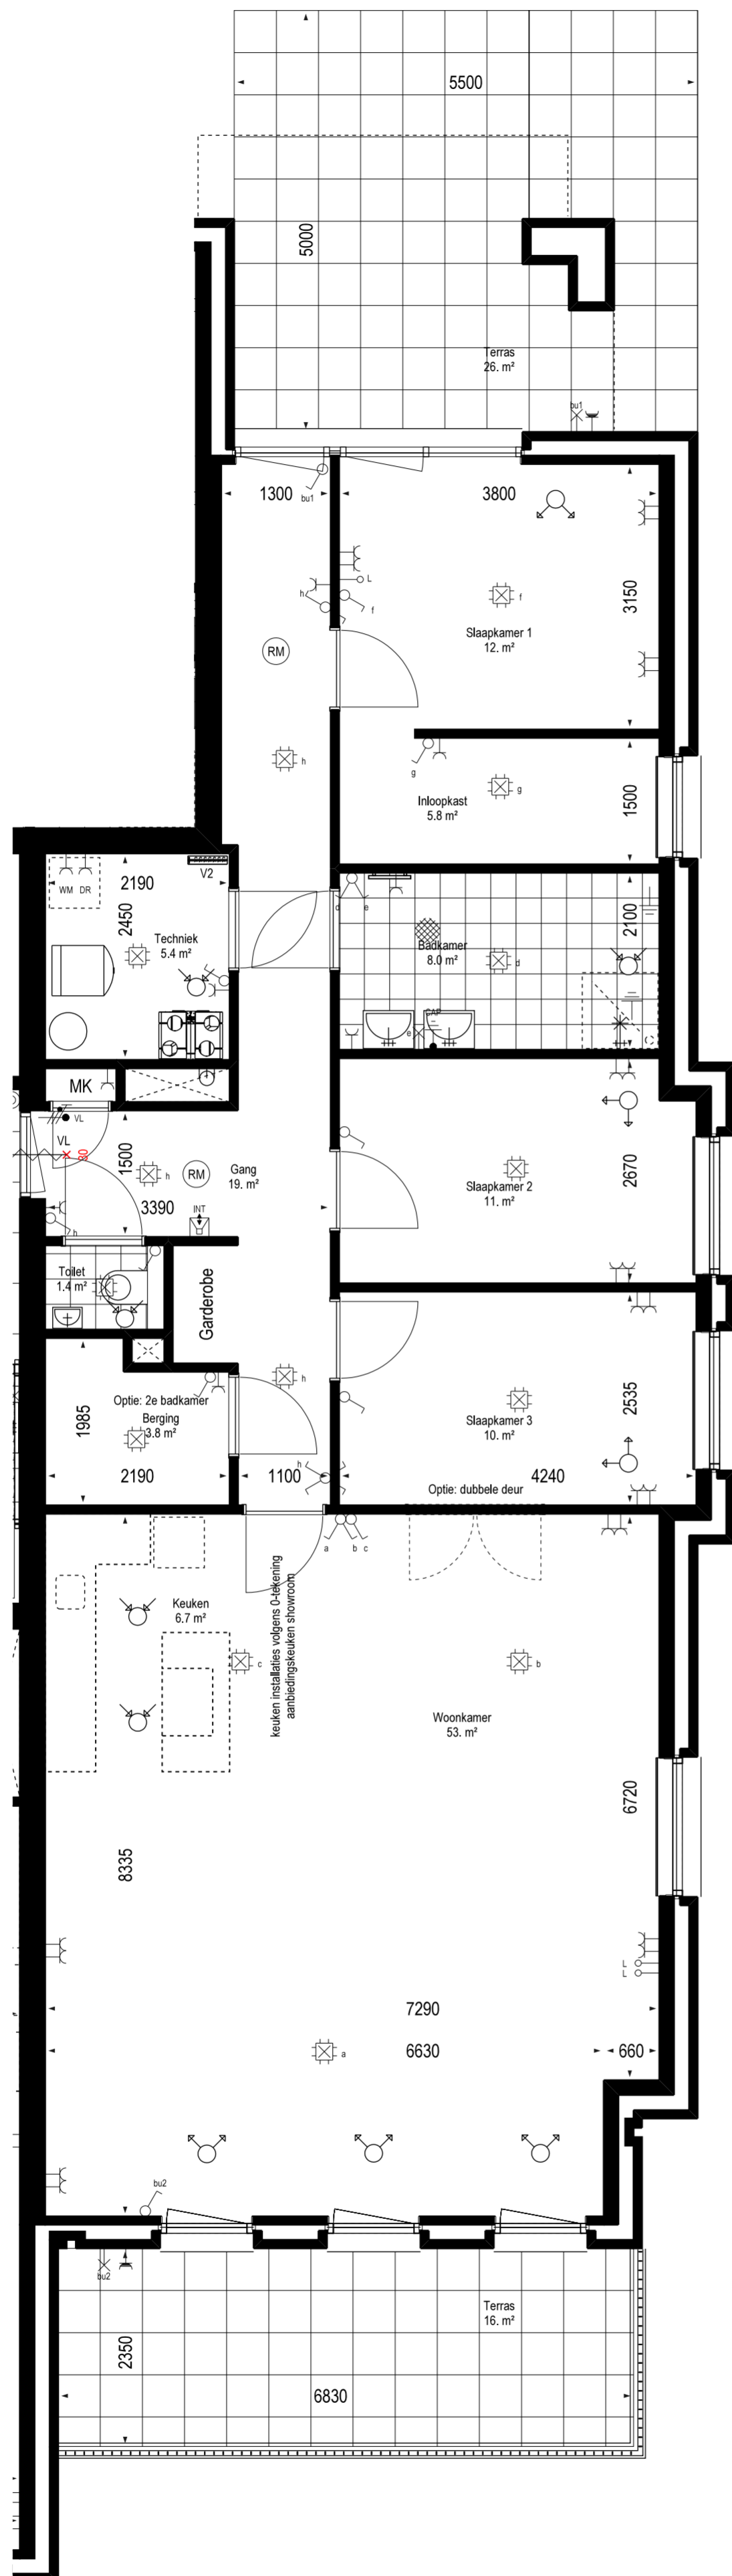 5500
5000
Terras
26. m²
bu1
1300
bu1
3800
L
h
f
f
3150
Slaapkamer 1
12. m²
RM
h
g
g
Inloopkast
5.8 m²
1500
V2
WM DR
2190
2450
Techniek
5.4 m²
d
e
2100
Badkamer
8.0 m²
d
CAP
e
MK
VL
VL
80
1500
h
RM
Gang
19. m²
3390
INT
h
Slaapkamer 2
11. m²
2670
Toilet
1.4 m²
Garderobe
h
1985
Optie: 2e badkamer
Berging
3.8 m²
2190
1100
h
Slaapkamer 3
10. m²
2535
4240
Optie: dubbele deur
a
b
c
Keuken
6.7 m²
keuken installaties volgens 0-tekening
aanbiedingskeuken showroom
c
b
Woonkamer
53. m²
6720
8335
L
L
7290
6630
660
a
bu2
bu2
Terras
16. m²
2350
6830